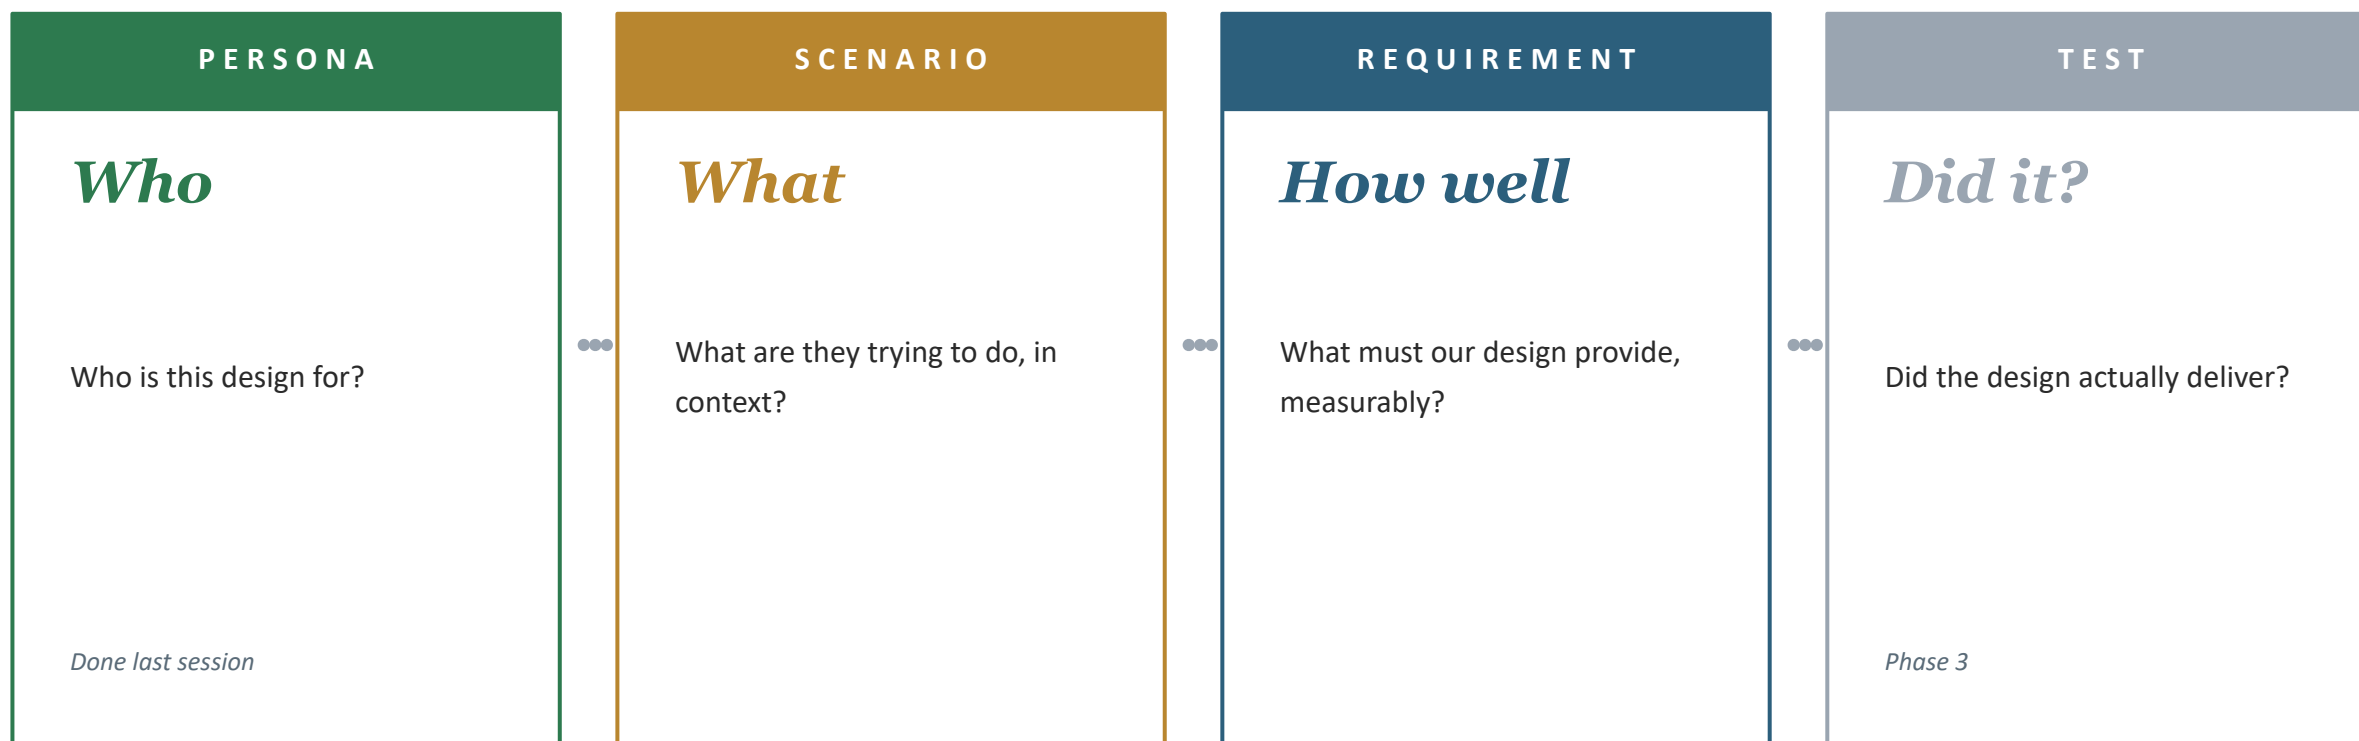 PERSONA
Who
Who is this design for?
Done last session
SCENARIO
What
What are they trying to do, in
context?
REQUIREMENT
How well
What must our design provide,
measurably?
TEST
Did it?
Did the design actually deliver?
Phase 3